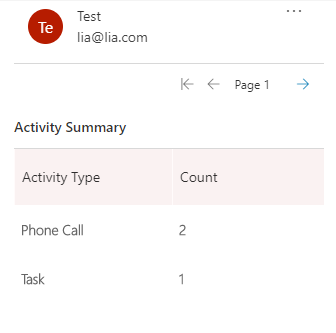 Te
Test
lia@lia.com
Page 1
Activity Summary
Activity Type Count
Phone Call 2
Task 1